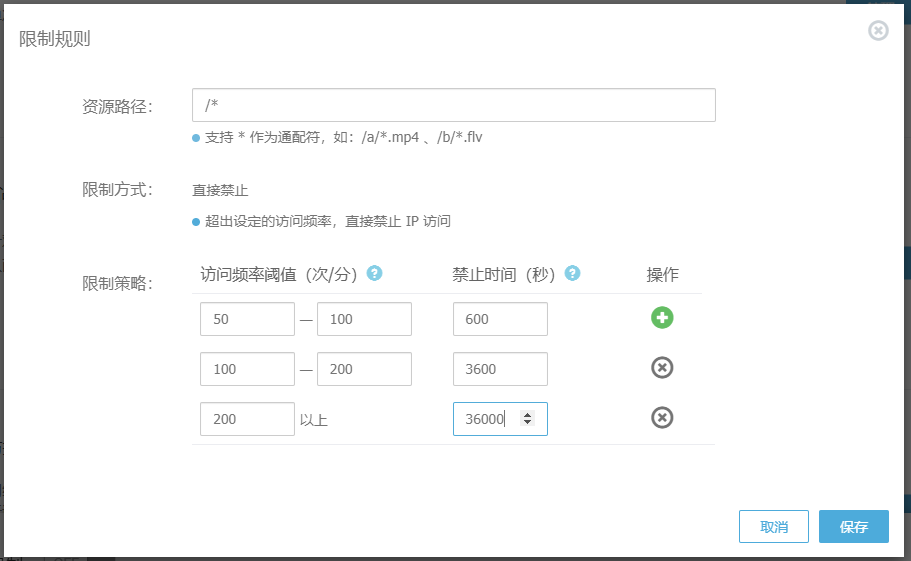 限制规则
资源路径：
/*
支持 * 作为通配符，如：/a/*.mp4 、/b/*.flv
限制方式：
直接禁止
超出设定的访问频率，直接禁止 IP 访问
限制策略：
访问频率阈值（次/分） ? 禁止时间（秒） ? 操作
50 — 100 600
100 — 200 3600
200 以上 36000
取消 保存